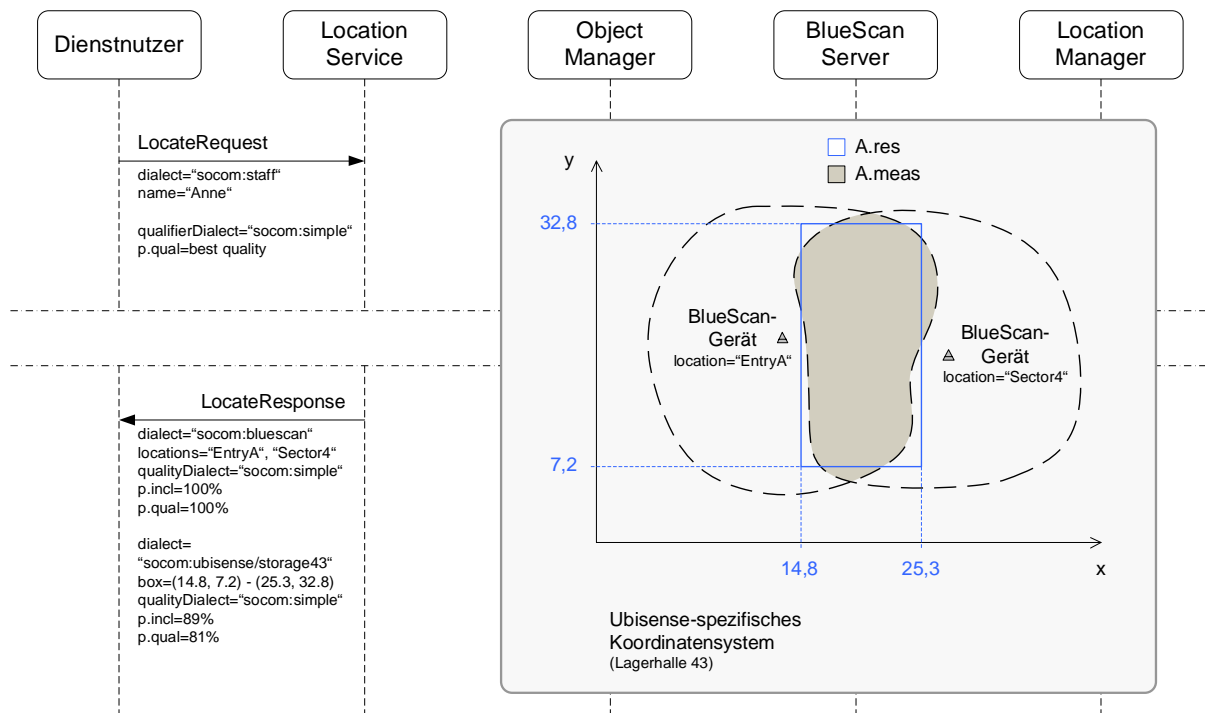 Dienstnutzer
Location
Service
Object
Manager
BlueScan
Server
Location
Manager
LocateRequest
dialect="socom:staff“
name=“Anne“
qualifierDialect=“socom:simple“
p.qual=best quality
LocateResponse
dialect=“socom:bluescan“
locations=“EntryA“, “Sector4“
qualityDialect=“socom:simple“
p.incl=100%
p.qual=100%
dialect=
“socom:ubisense/storage43“
box=(14.8, 7.2) - (25.3, 32.8)
qualityDialect=“socom:simple“
p.incl=89%
p.qual=81%
A.res
A.meas
y
32,8
BlueScan-
Gerät
location=“EntryA“
BlueScan-
Gerät
location=“Sector4“
7,2
14,8
25,3
x
Ubisense-spezifisches
Koordinatensystem
(Lagerhalle 43)